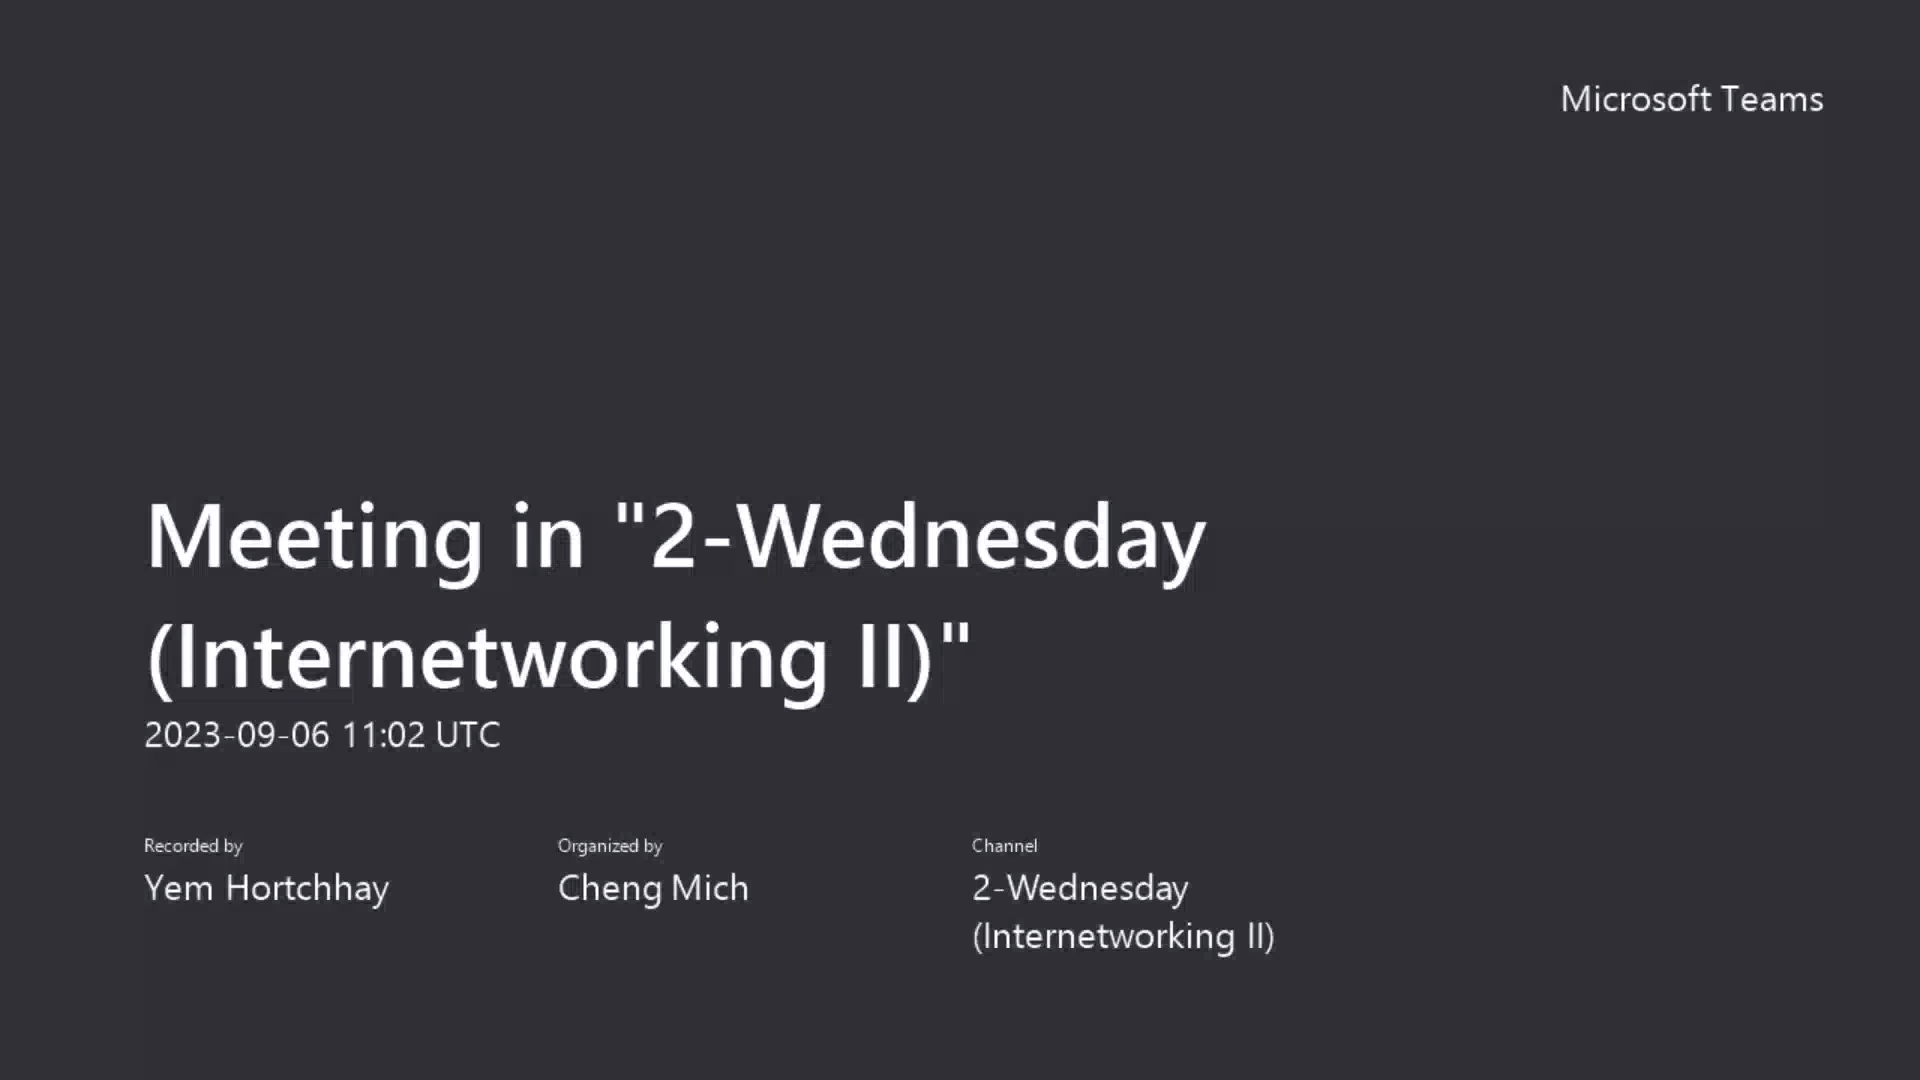 Microsoft Teams
Meeting in "2-Wednesday
(Internetworking II)"
2023-09-06 11:02 UTC
Recorded by
Yem Hortchhay
Organized by
Cheng Mich
Channel
2-Wednesday
(Internetworking II)